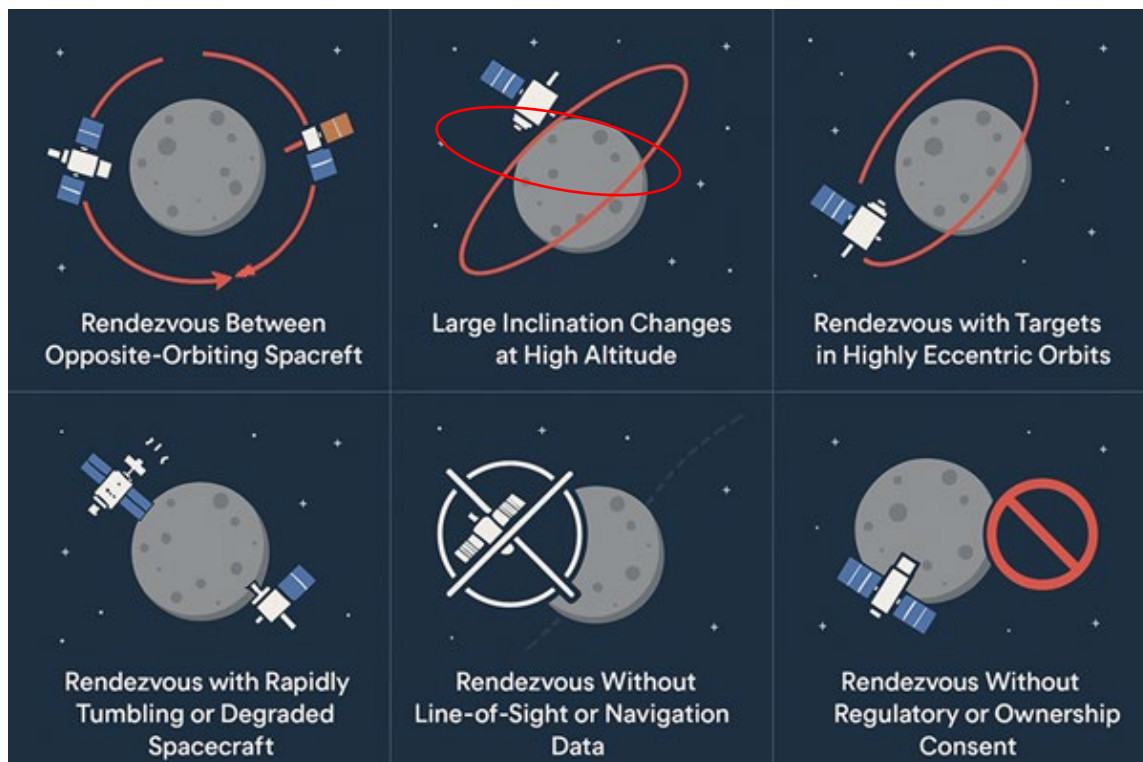 Rendezvous Between
Opposite-Orbiting Spacreft
Large Inclination Changes
at High Altitude
Rendezvous with Targets
in Highly Eccentric Orbits
Rendezvous with Rapidly
Tumbling or Degraded
Spacecraft
Rendezvous Without
Line-of-Sight or Navigation
Data
Rendezvous Without
Regulatory or Ownership
Consent